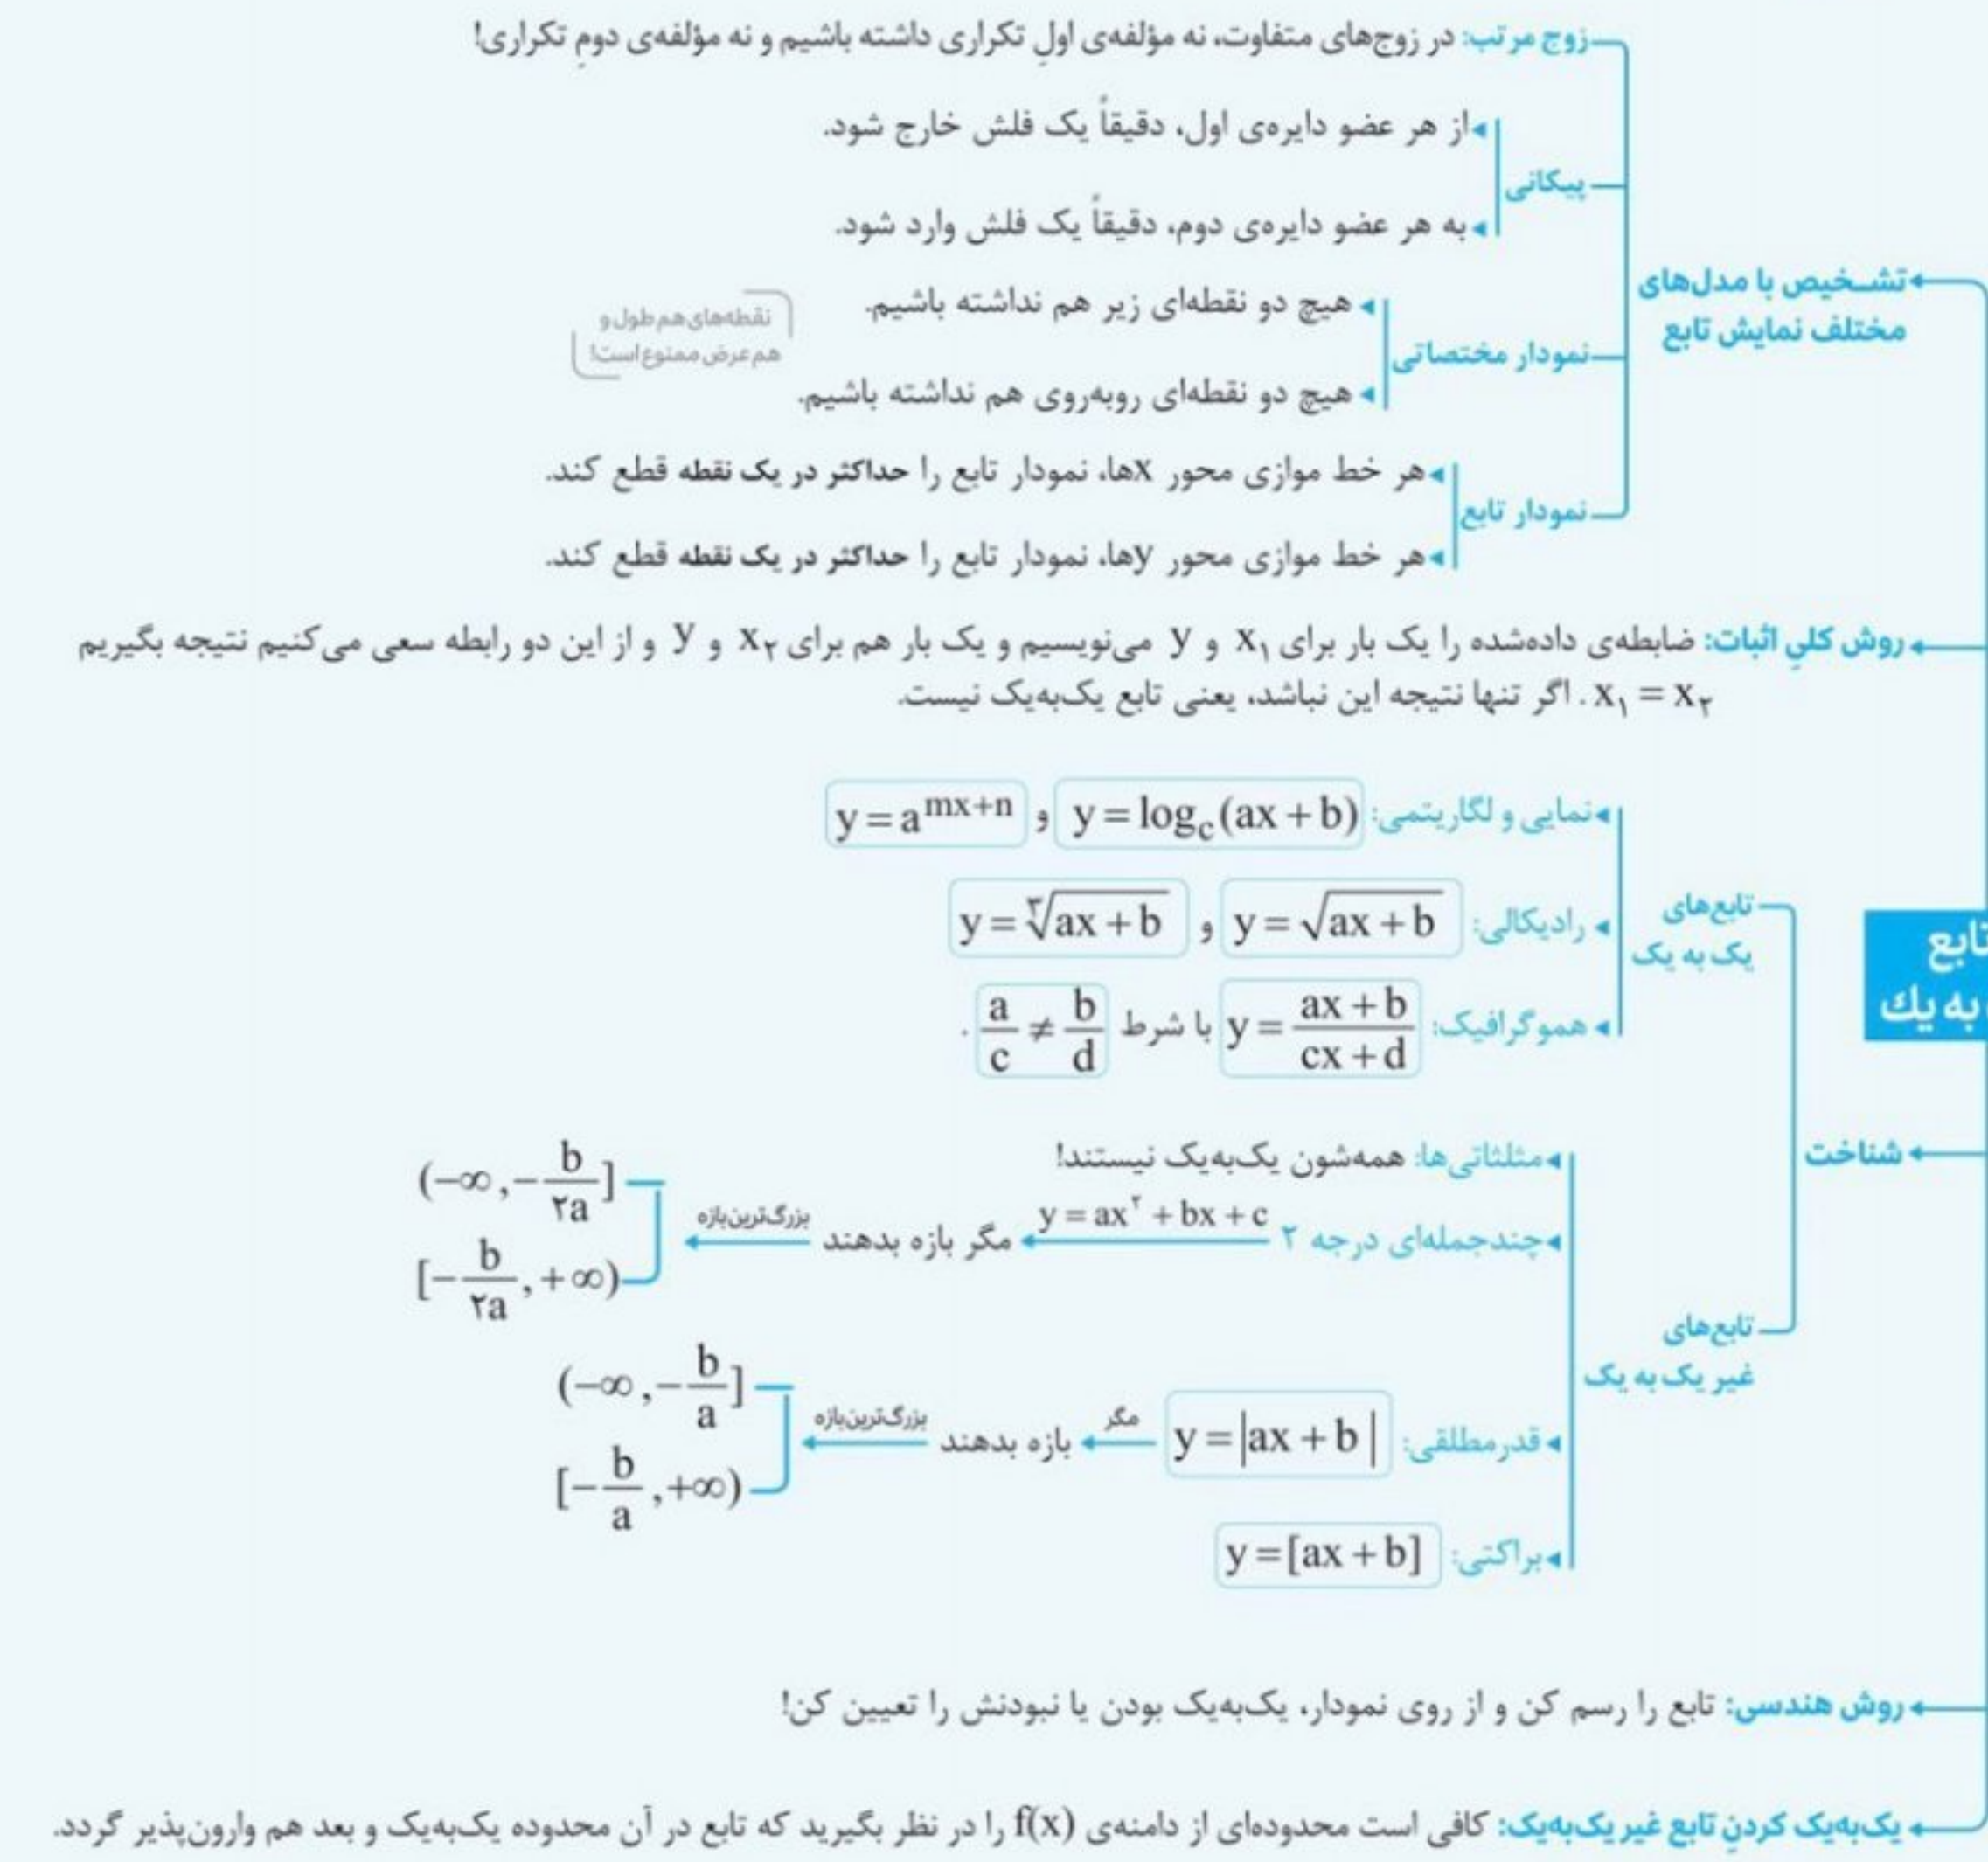 زوج مرتب: در زوج‌های متفاوت، نه مؤلفه‌ی اولِ تکراری داشته باشیم و نه مؤلفه‌ی دومِ تکراری!
از هر عضو دایره‌ی اول، دقیقاً یک فلش خارج شود.
پیکانی
به هر عضو دایره‌ی دوم، دقیقاً یک فلش وارد شود.
تشـخیص با مدل‌های
مختلف نمایش تابع
هیچ دو نقطه‌ای زیر هم نداشته باشیم.
نقطه‌های هم طول و
هم عرض ممنوع است!
نمودار مختصاتی
هیچ دو نقطه‌ای روبه‌روی هم نداشته باشیم.
هر خط موازی محور xها، نمودار تابع را حداکثر در یک نقطه قطع کند.
نمودار تابع
هر خط موازی محور yها، نمودار تابع را حداکثر در یک نقطه قطع کند.
روش کلیِ اثبات: ضابطه‌ی داده‌شده را یک بار برای x₁ و y می‌نویسیم و یک بار هم برای x₂ و y و از این دو رابطه سعی می‌کنیم نتیجه بگیریم
x₁ = x₂. اگر تنها نتیجه این نباشد، یعنی تابع یک‌به‌یک نیست.
تابع
به یك
شناخت
تابع‌های
یک به یک
نمایی و لگاریتمی: y = log_c(ax + b) و y = a^(mx+n)
رادیکالی: y = √(ax + b) و y = ∛(ax + b)
هموگرافیک: y = (ax + b)/(cx + d) با شرط a/c ≠ b/d .
تابع‌های
غیر یک به یک
مثلثاتی‌ها: همه‌شون یک‌به‌یک نیستند!
چندجمله‌ای درجه ۲ y = ax² + bx + c مگر بازه بدهند بزرگ‌ترین بازه
(−∞, −b/۲a]
[−b/۲a, +∞)
قدرمطلقی: y = |ax + b| مگر بازه بدهند بزرگ‌ترین بازه
(−∞, −b/a]
[−b/a, +∞)
براکتی: y = [ax + b]
روش هندسی: تابع را رسم کن و از روی نمودار، یک‌به‌یک بودن یا نبودنش را تعیین کن!
یک‌به‌یک کردنِ تابع غیر یک‌به‌یک: کافی است محدوده‌ای از دامنه‌ی f(x) را در نظر بگیرید که تابع در آن محدوده یک‌به‌یک و بعد هم وارون‌پذیر گردد.